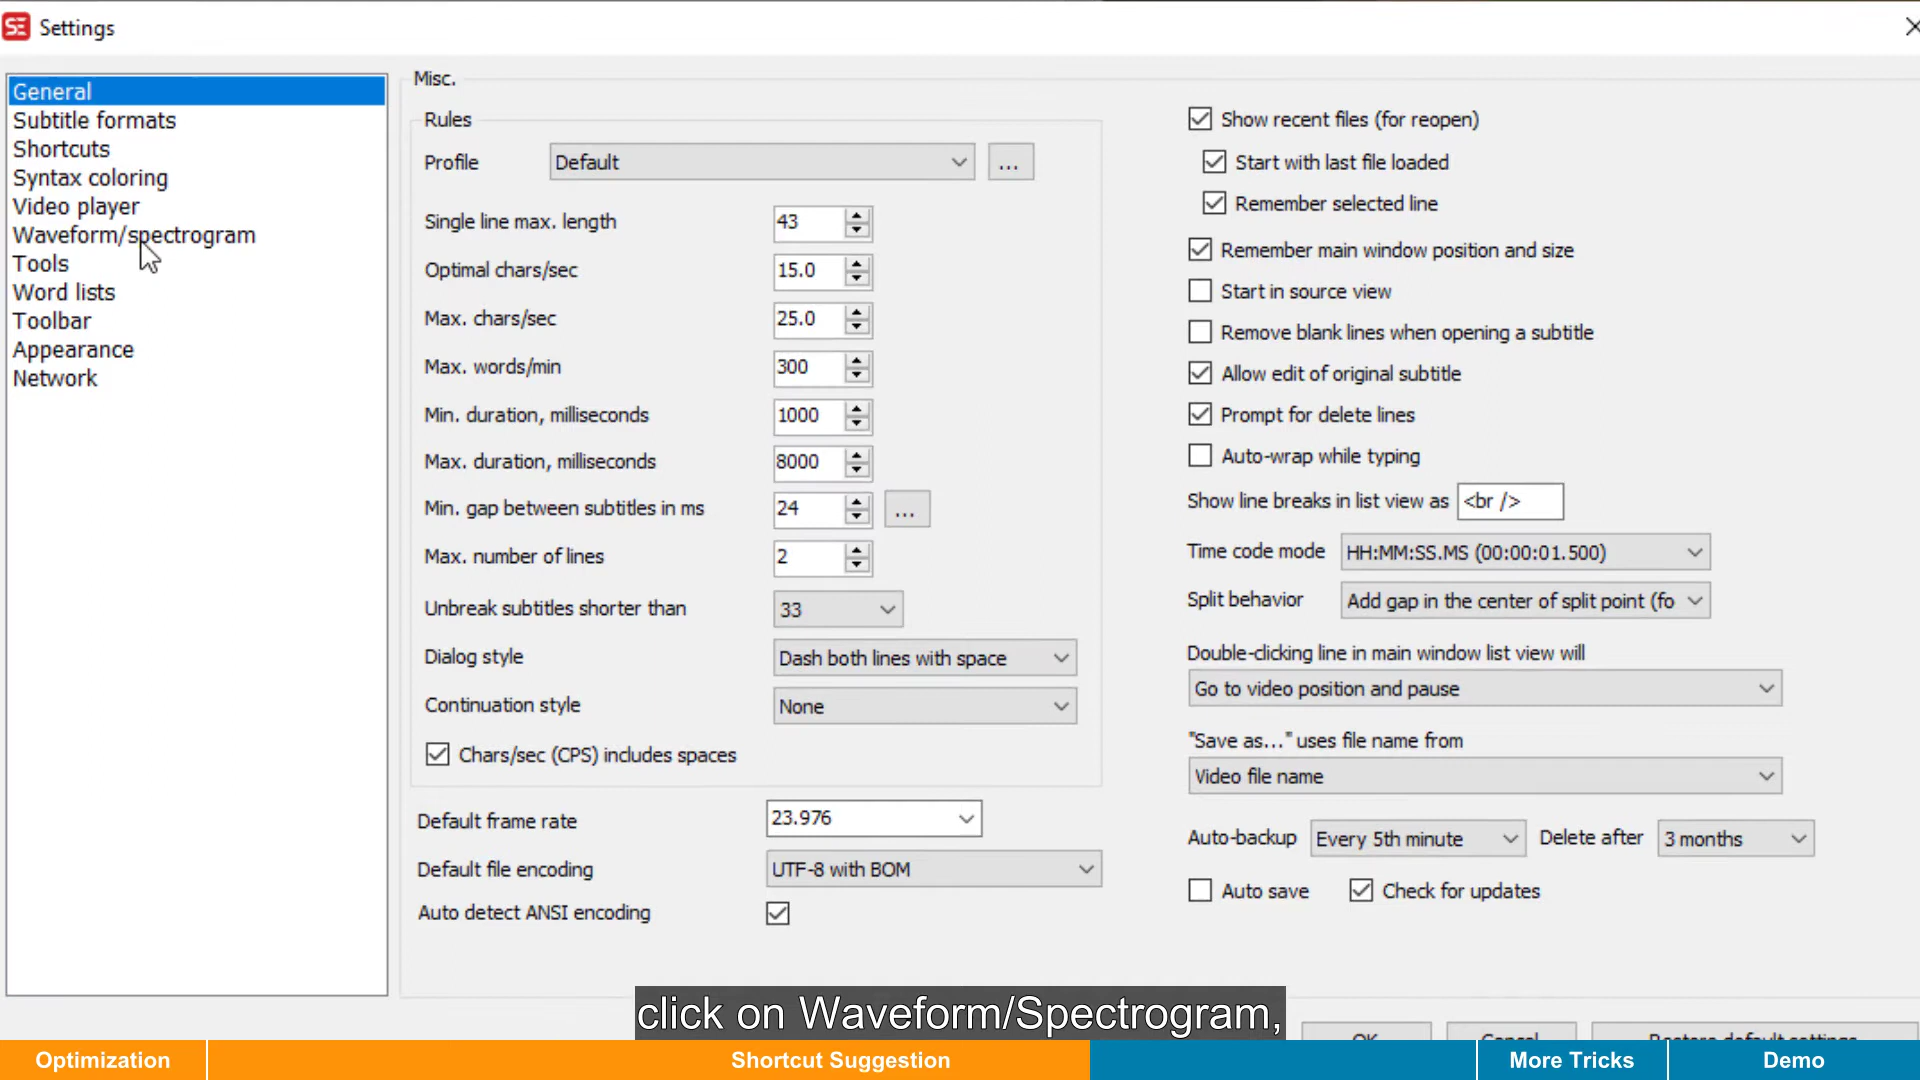 SE Settings
General
Subtitle formats
Shortcuts
Syntax coloring
Video player
Waveform/spectrogram
Tools
Word lists
Toolbar
Appearance
Network
Misc.
Rules
Profile Default ...
Single line max. length 43
Optimal chars/sec 15.0
Max. chars/sec 25.0
Max. words/min 300
Min. duration, milliseconds 1000
Max. duration, milliseconds 8000
Min. gap between subtitles in ms 24 ...
Max. number of lines 2
Unbreak subtitles shorter than 33
Dialog style Dash both lines with space
Continuation style None
Chars/sec (CPS) includes spaces
Default frame rate 23.976
Default file encoding UTF-8 with BOM
Auto detect ANSI encoding
Show recent files (for reopen)
Start with last file loaded
Remember selected line
Remember main window position and size
Start in source view
Remove blank lines when opening a subtitle
Allow edit of original subtitle
Prompt for delete lines
Auto-wrap while typing
Show line breaks in list view as <br />
Time code mode HH:MM:SS.MS (00:00:01.500)
Split behavior Add gap in the center of split point (fo
Double-clicking line in main window list view will
Go to video position and pause
"Save as..." uses file name from
Video file name
Auto-backup Every 5th minute Delete after 3 months
Auto save Check for updates
OK Cancel Restore default settings
click on Waveform/Spectrogram,
Optimization Shortcut Suggestion More Tricks Demo